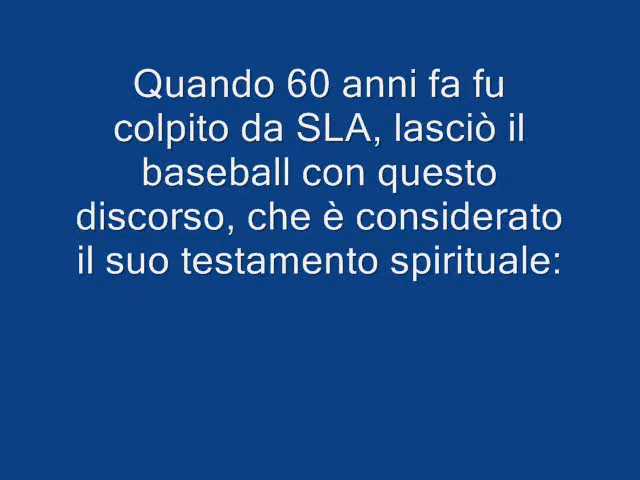 Quando 60 anni fa fu
colpito da SLA, lasciò il
baseball con questo
discorso, che è considerato
il suo testamento spirituale: